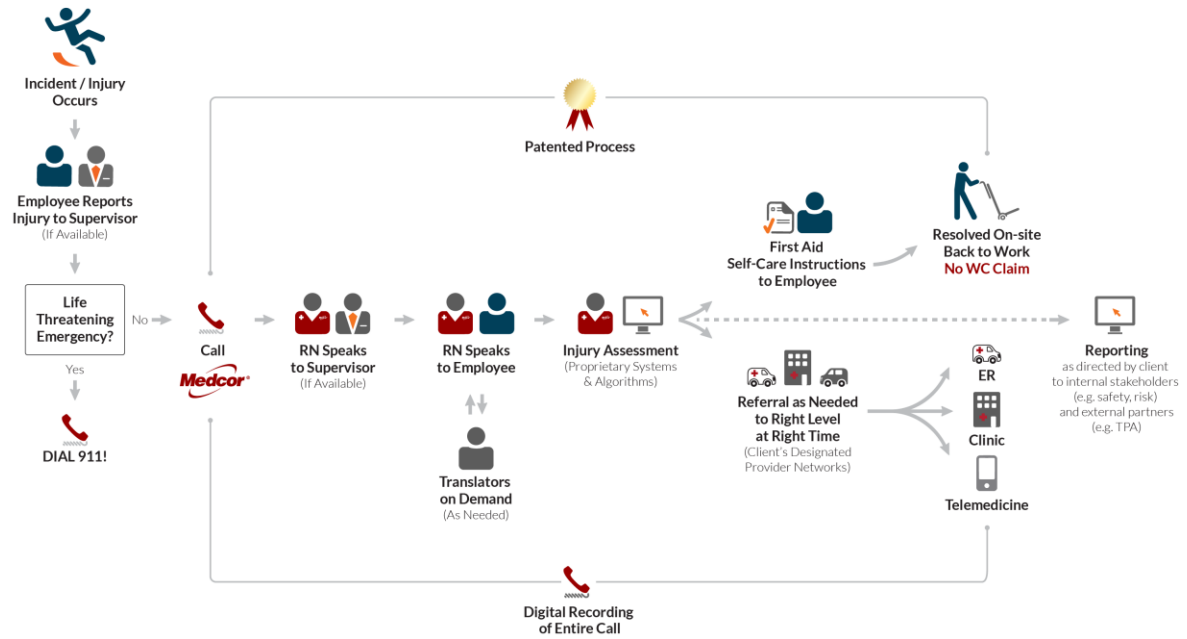 Incident / Injury
Occurs
Employee Reports
Injury to Supervisor
(If Available)
Life
Threatening
Emergency?
No
Yes
DIAL 911!
Call
Medcor®
Patented Process
RN Speaks
to Supervisor
(If Available)
RN Speaks
to Employee
Translators
on Demand
(As Needed)
Injury Assessment
(Proprietary Systems
& Algorithms)
First Aid
Self-Care Instructions
to Employee
Resolved On-site
Back to Work
No WC Claim
Referral as Needed
to Right Level
at Right Time
(Client's Designated
Provider Networks)
ER
Clinic
Telemedicine
Reporting
as directed by client
to internal stakeholders
(e.g. safety, risk)
and external partners
(e.g. TPA)
Digital Recording
of Entire Call